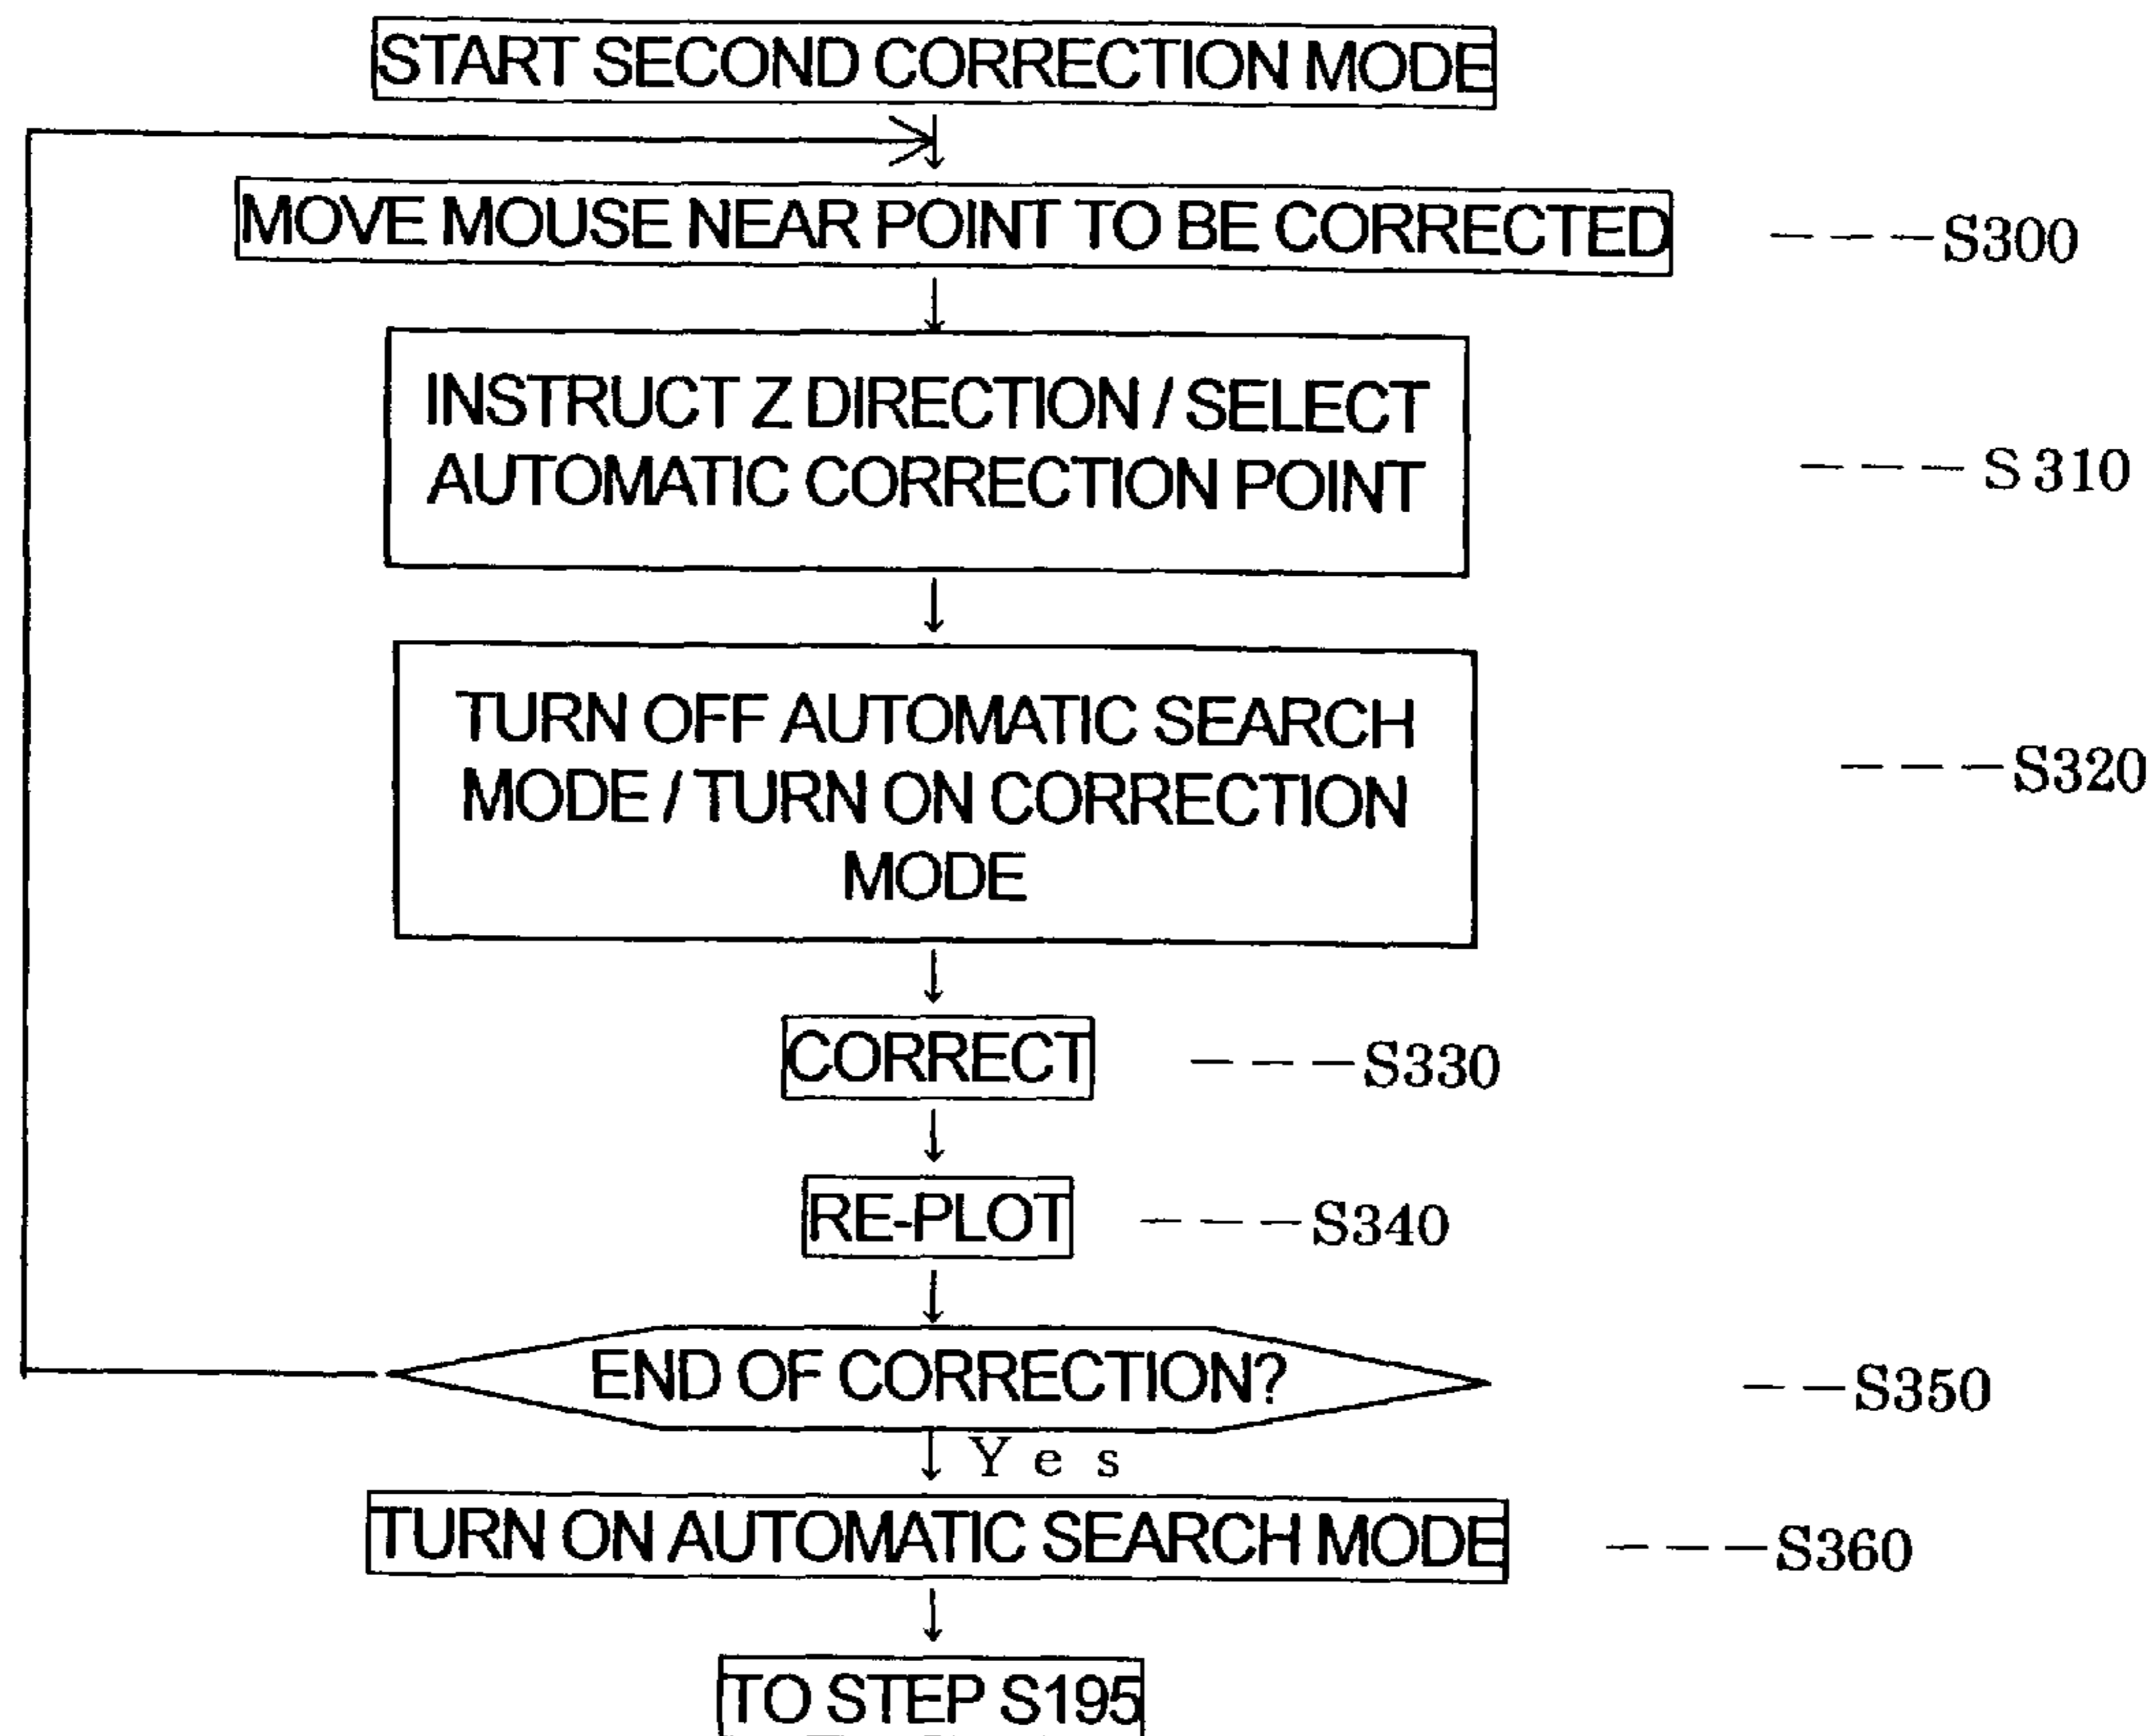 START SECOND CORRECTION MODE
MOVE MOUSE NEAR POINT TO BE CORRECTED
---S300
INSTRUCT Z DIRECTION / SELECT
AUTOMATIC CORRECTION POINT
---S310
TURN OFF AUTOMATIC SEARCH
MODE / TURN ON CORRECTION
MODE
---S320
CORRECT
---S330
RE-PLOT
---S340
END OF CORRECTION?
--S350
Yes
TURN ON AUTOMATIC SEARCH MODE
---S360
TO STEP S195